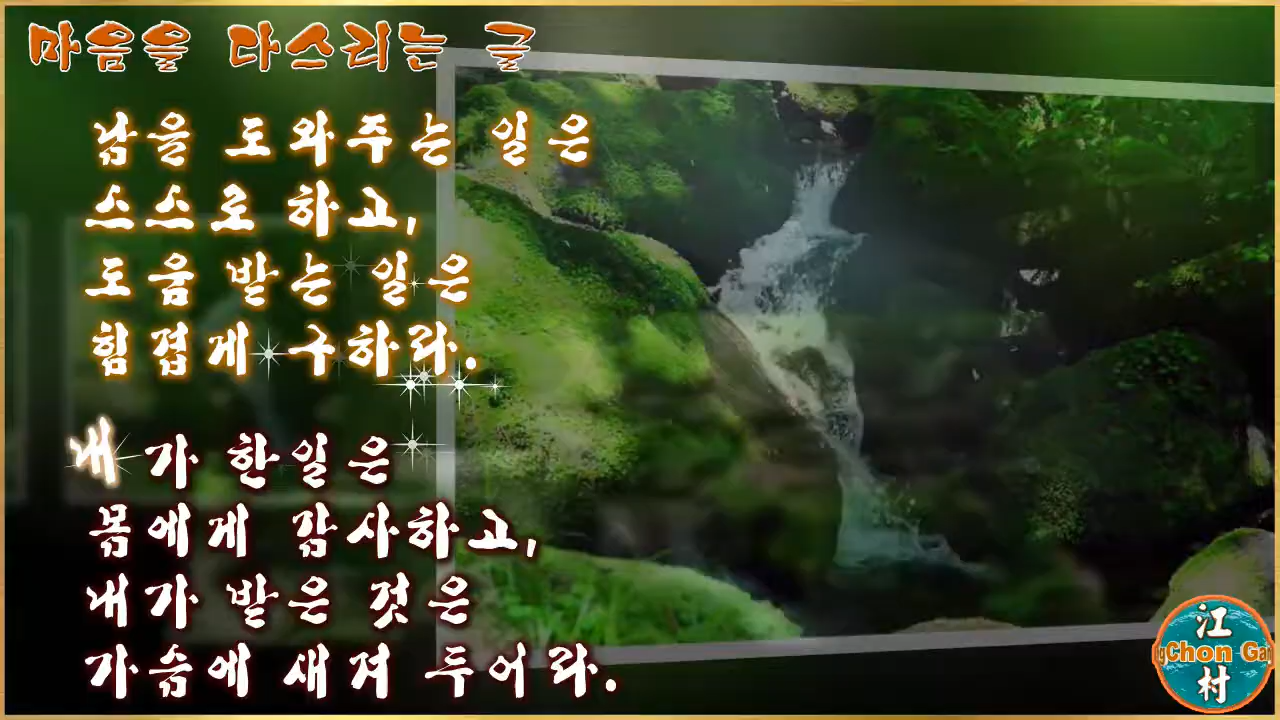 마음을 다스리는 글
남을 도와주는 일은
스스로 하고,
도움 받는 일은
힘겹게 구하라.
내가 한일은
몸에게 감사하고,
내가 받은 것은
가슴에 새겨 두어라.
江
gChon Ga
村